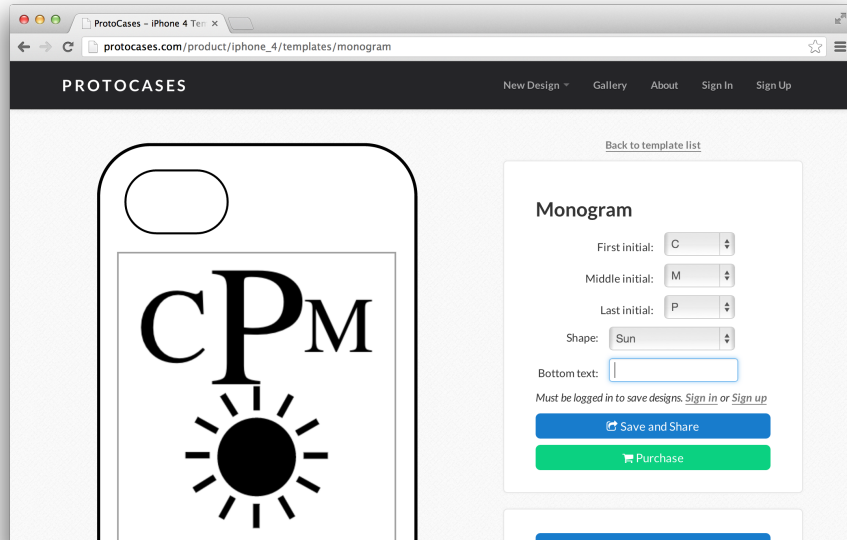 ProtoCases – iPhone 4 Tem
protocases.com/product/iphone_4/templates/monogram
PROTOCASES
New Design
Gallery
About
Sign In
Sign Up
Back to template list
CPM
Monogram
First initial: C
Middle initial: M
Last initial: P
Shape: Sun
Bottom text:
Must be logged in to save designs. Sign in or Sign up
Save and Share
Purchase